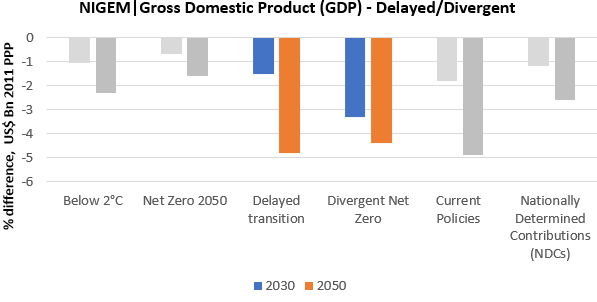 NIGEM|Gross Domestic Product (GDP) - Delayed/Divergent
% difference, US$ Bn 2011 PPP
0
-1
-2
-3
-4
-5
-6
Below 2°C
Net Zero 2050
Delayed
transition
Divergent Net
Zero
Current
Policies
Nationally
Determined
Contributions
(NDCs)
2030
2050